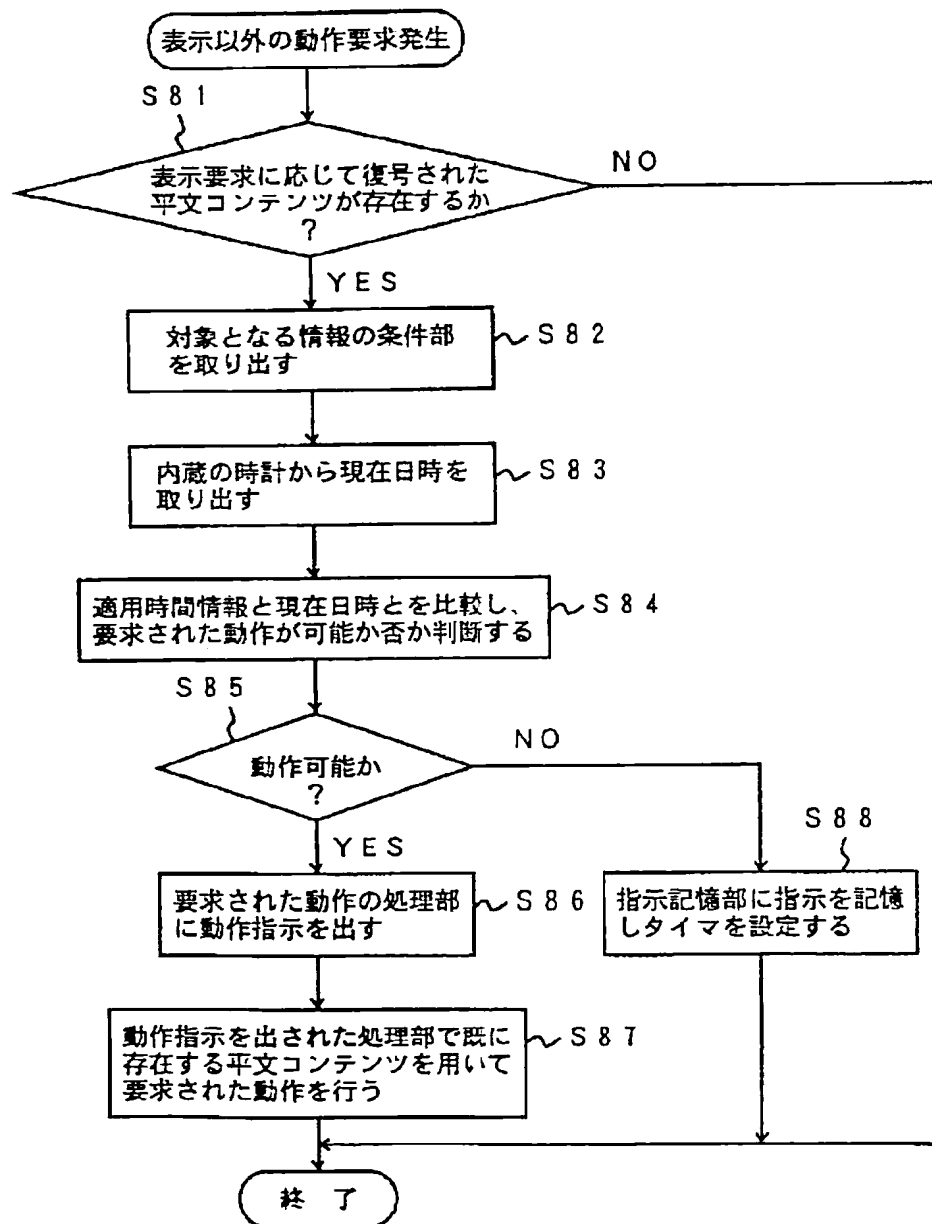 表示以外の動作要求発生
S81
表示要求に応じて復号された
平文コンテンツが存在するか
?
NO
YES
対象となる情報の条件部
を取り出す
S82
内蔵の時計から現在日時を
取り出す
S83
適用時間情報と現在日時とを比較し、
要求された動作が可能か否か判断する
S84
S85
動作可能か
?
NO
YES
S88
要求された動作の処理部
に動作指示を出す
S86
指示記憶部に指示を記憶
しタイマを設定する
動作指示を出された処理部で既に
存在する平文コンテンツを用いて
要求された動作を行う
S87
終了